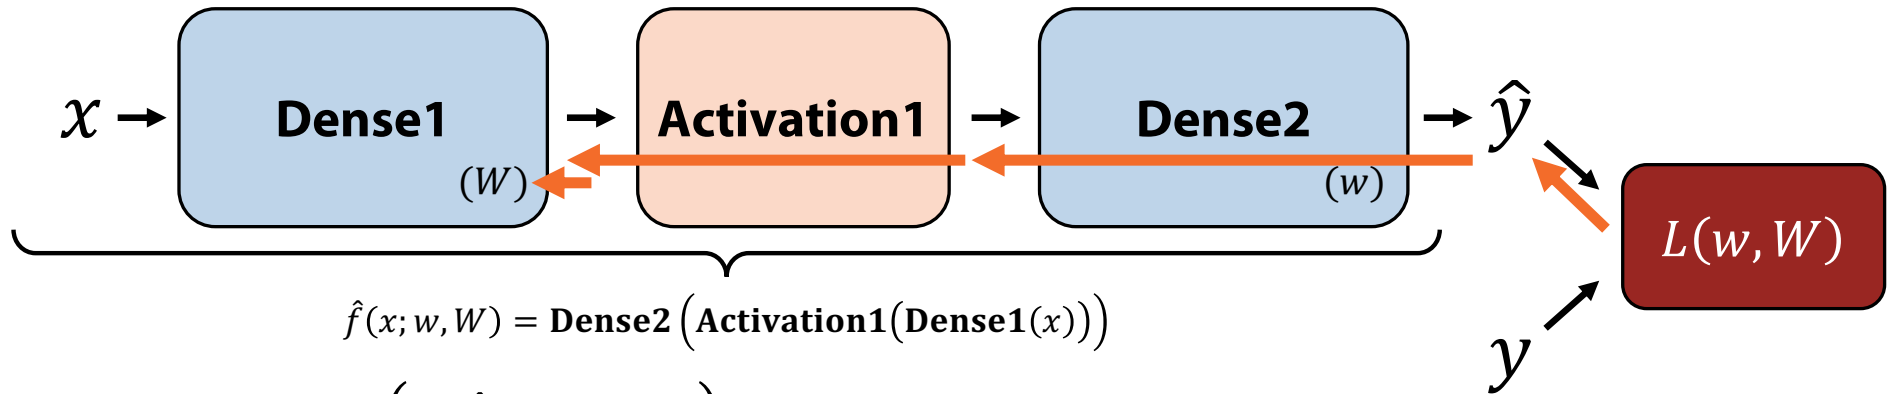 x → Dense1 → Activation1 → Dense2 → ŷ
(W) (w)
L(w, W)
f̂(x; w, W) = Dense2(Activation1(Dense1(x)))
y